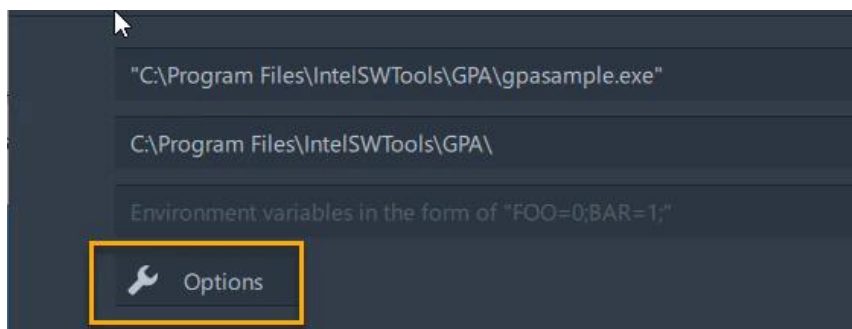 "C:\Program Files\IntelSWTools\GPA\gpasample.exe"
C:\Program Files\IntelSWTools\GPA\
Environment variables in the form of "FOO=0;BAR=1;"
Options